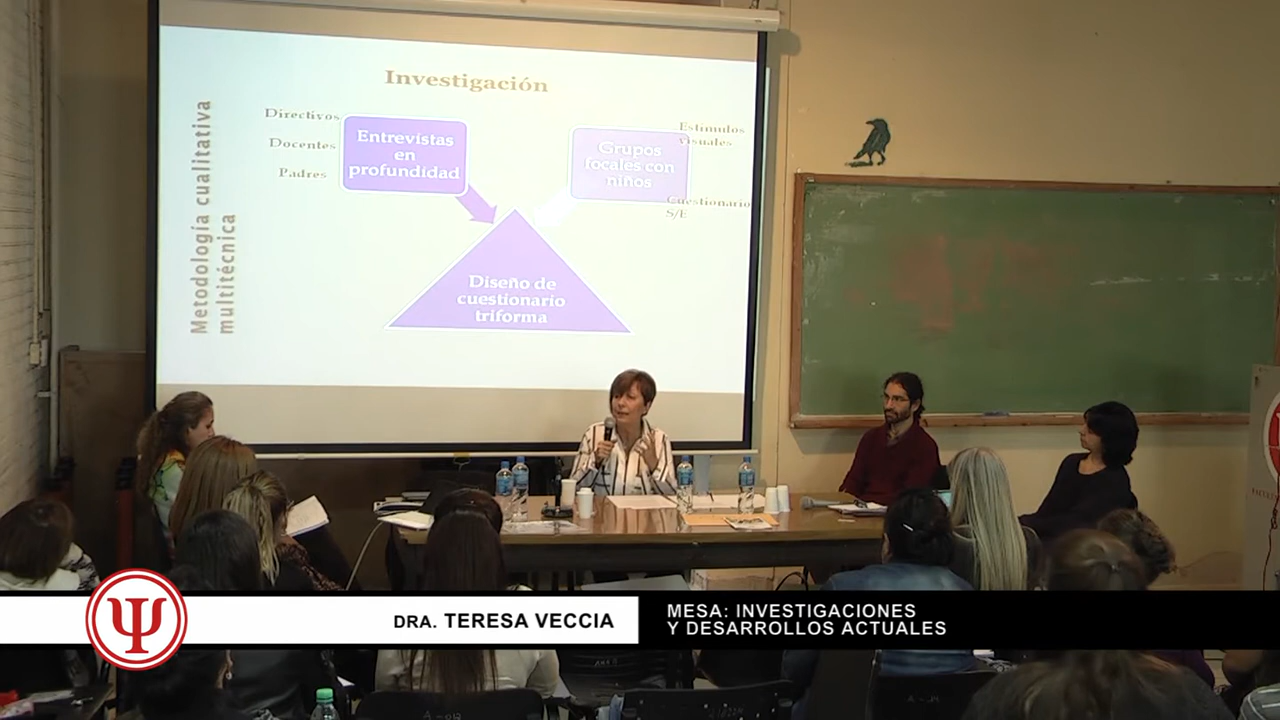 Investigación
Metodología cualitativa
multitécnica
Directivos
Docentes
Padres
Entrevistas
en
profundidad
Grupos
focales con
niños
Estímulos
visuales
Cuestionario
S/E
Diseño de
cuestionario
triforma
DRA. TERESA VECCIA
MESA: INVESTIGACIONES
Y DESARROLLOS ACTUALES